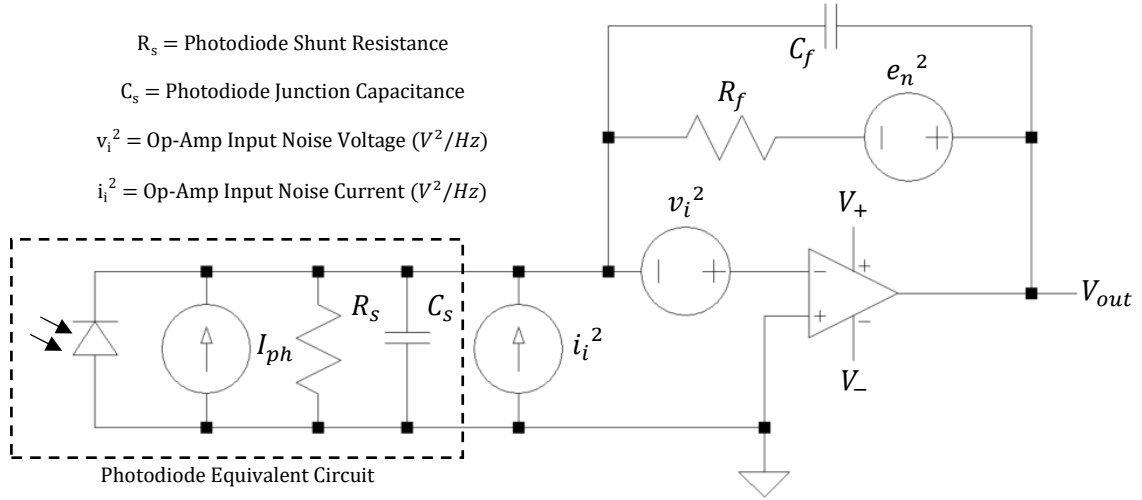 R_s = Photodiode Shunt Resistance
C_s = Photodiode Junction Capacitance
v_i^2 = Op-Amp Input Noise Voltage (V^2/Hz)
i_i^2 = Op-Amp Input Noise Current (V^2/Hz)
C_f
R_f
e_n^2
v_i^2
V_+
−
+
+
−
V_−
V_out
I_ph
R_s
C_s
i_i^2
Photodiode Equivalent Circuit